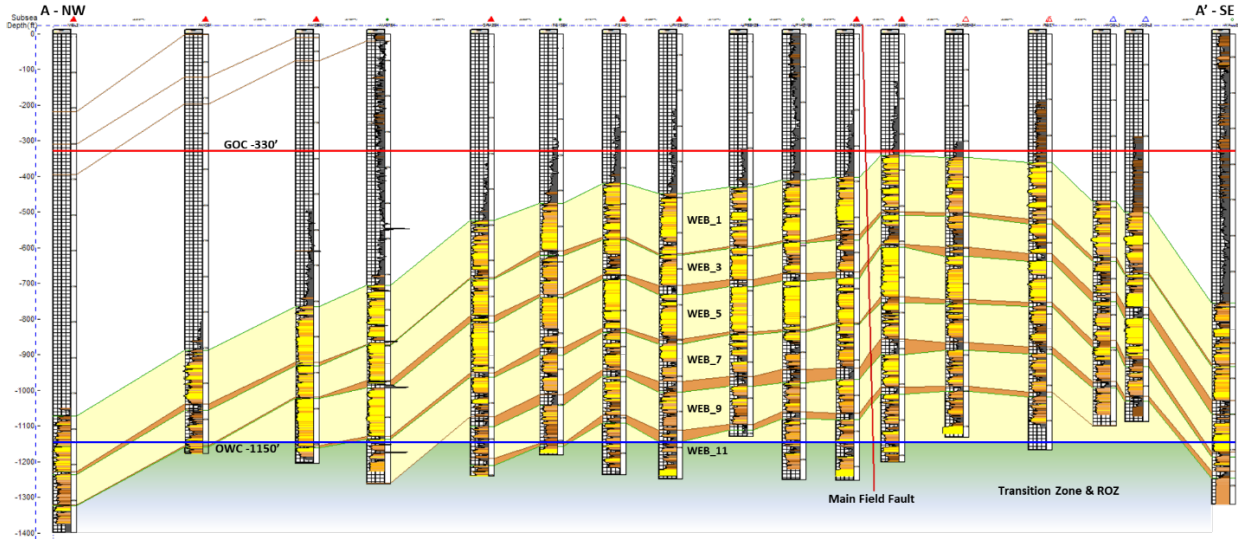 A - NW
A' - SE
Subsea
Depth(ft)
0
-100
-200
-300
GOC -330'
-400
-500
WEB_1
-600
WEB_3
-700
WEB_5
-800
-900
WEB_7
-1000
WEB_9
-1100
OWC -1150'
WEB_11
-1200
Main Field Fault
Transition Zone & ROZ
-1300
-1400